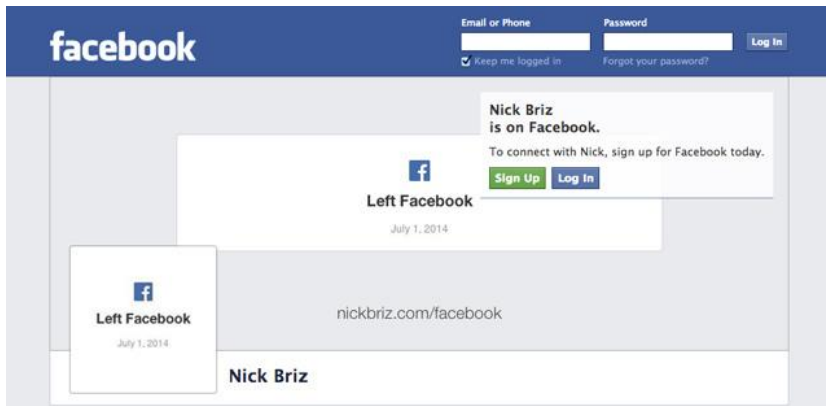 facebook
Email or Phone
Password
Log In
Keep me logged in
Forgot your password?
Nick Briz
is on Facebook.
To connect with Nick, sign up for Facebook today.
Sign Up
Log In
f
Left Facebook
July 1, 2014
f
Left Facebook
July 1, 2014
nickbriz.com/facebook
Nick Briz